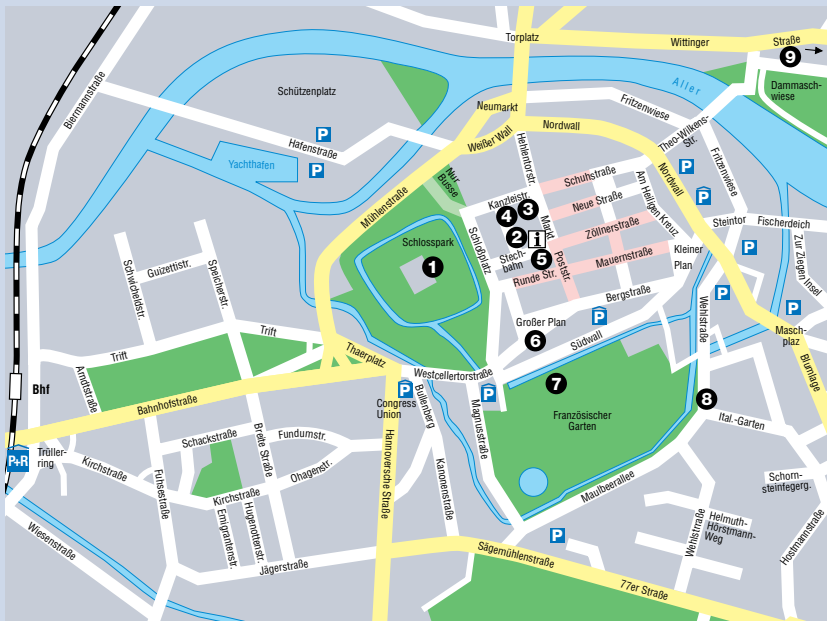 Torplatz
Wittinger
Straße
9
Dammasch-
wiese
Aller
Biermannstraße
Schützenplatz
P
Hafenstraße
P
Yachthafen
Neumarkt
Weißer Wall
Fritzenwiese
Nordwall
Hehlentorstr.
Theo-Wilkens-
Str.
Fritzenwiese
P
P
Nordwall
Nur
Busse
Mühlenstraße
Schuhstraße
Kanzleistr.
3
4
Neue Straße
Am Heiligen Kreuz
Markt
2
i
Zöllnerstraße
Steintor
Fischerdeich
Schloßplatz
Schlosspark
1
Stech-
bahn
5
Poststr.
Mauernstraße
Kleiner
Plan
P
Zur Ziegen Insel
Runde Str.
Bergstraße
P
P
Schwicheldtstr.
Guizettistr.
Speicherstr.
Großer Plan
6
P
Südwall
Wehlstraße
Masch-
plaz
Blumlage
Trift
Trift
Thaerplatz
Westcellertorstraße
7
Bhf
Arndtstraße
Bahnhofstraße
P
Congress
Union
Bullenberg
P
Magnusstraße
Französischer
Garten
8
Ital.-Garten
P+R
Trüller-
ring
Kirchstraße
Schackstraße
Breite Straße
Fundumstr.
Ohagenstr.
Hannoversche Straße
Kanonenstraße
Fuhsestraße
Kirchstraße
Emigrantenstr.
Hugenottenstr.
Wiesenstraße
Jägerstraße
Maulbeerallee
Schorn-
steinfegerg.
Helmuth-
Hörstmann-
Weg
Wehlstraße
Hostmannstraße
P
Sägemühlenstraße
77er Straße